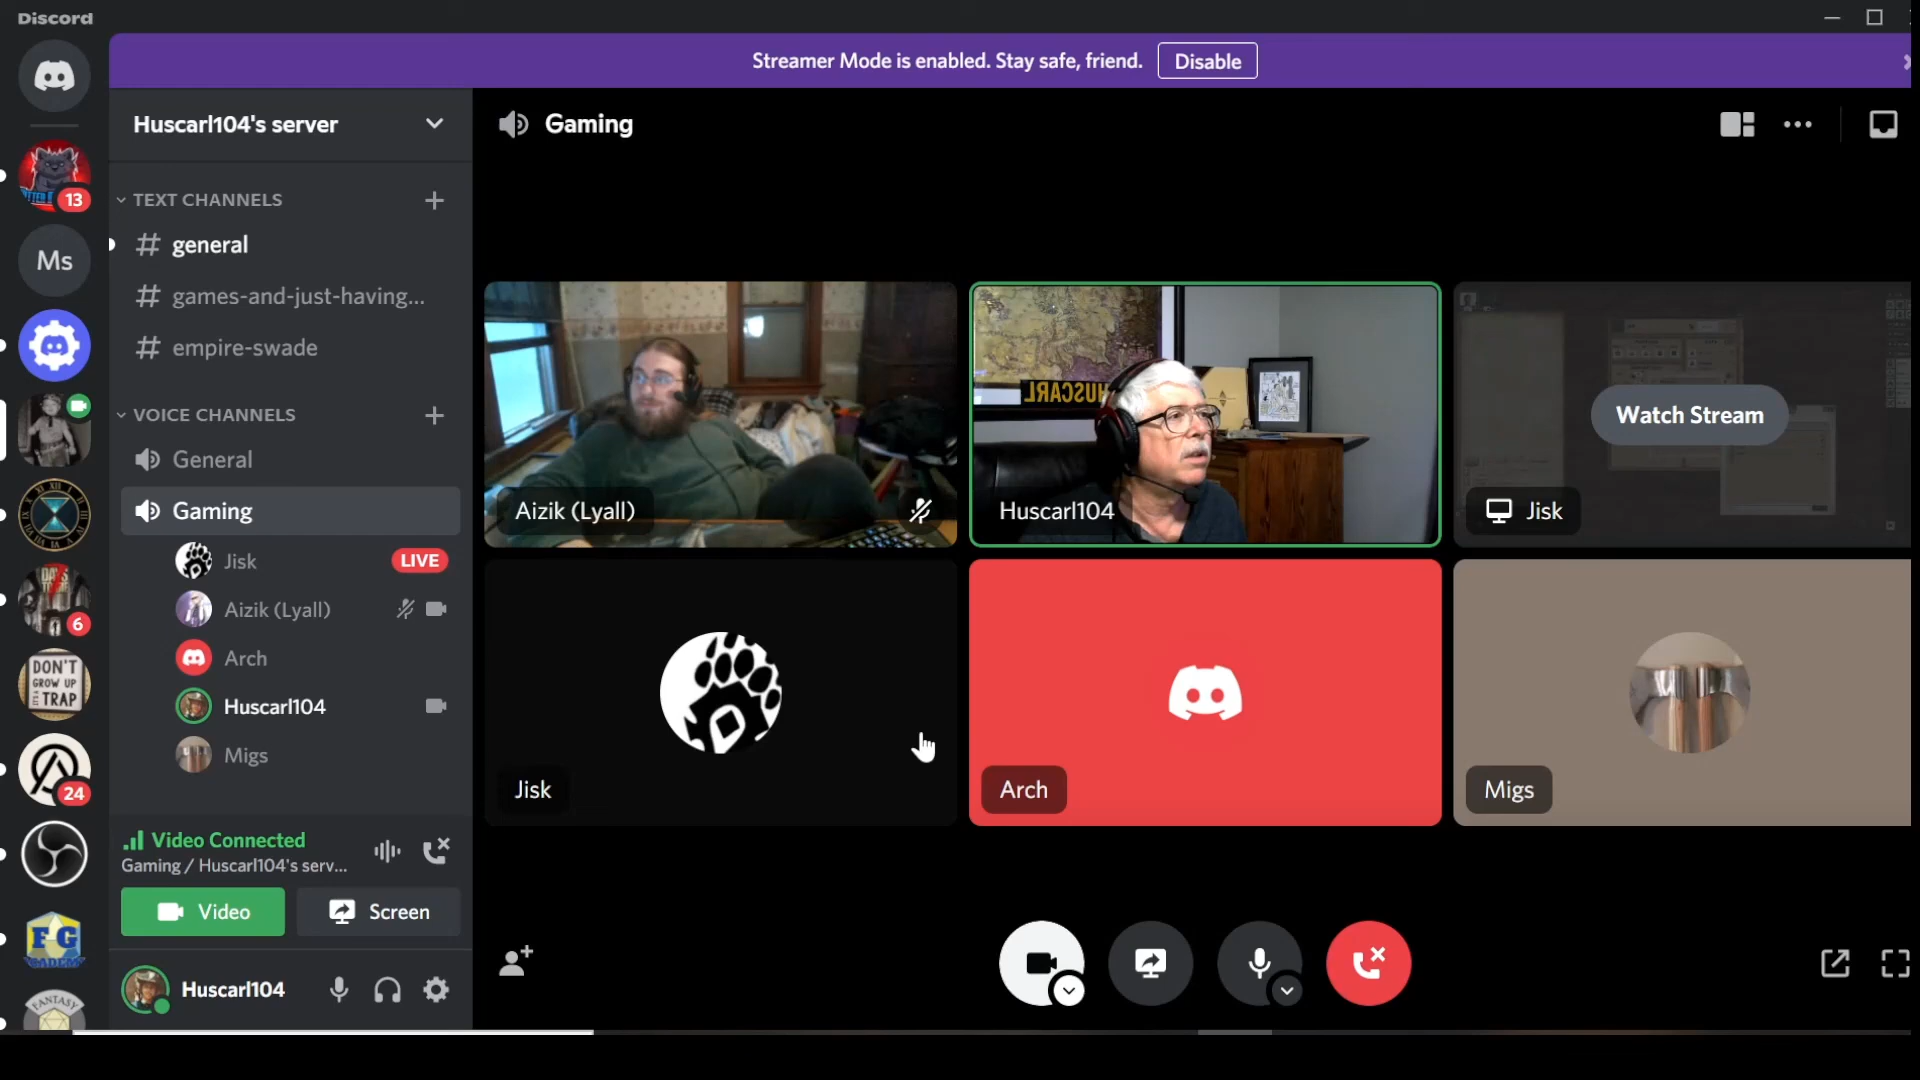 Discord
Streamer Mode is enabled. Stay safe, friend.
Disable
Huscarl104's server
Gaming
TEXT CHANNELS
general
games-and-just-having...
empire-swade
VOICE CHANNELS
General
Gaming
Jisk
LIVE
Aizik (Lyall)
Arch
Huscarl104
Migs
Video Connected
Gaming / Huscarl104's serv...
Video
Screen
Huscarl104
13
Ms
6
DON'T
GROW UP
TRAP
24
FG
FANTASY
Aizik (Lyall)
HUSCARL
Huscarl104
Watch Stream
Jisk
Jisk
Arch
Migs